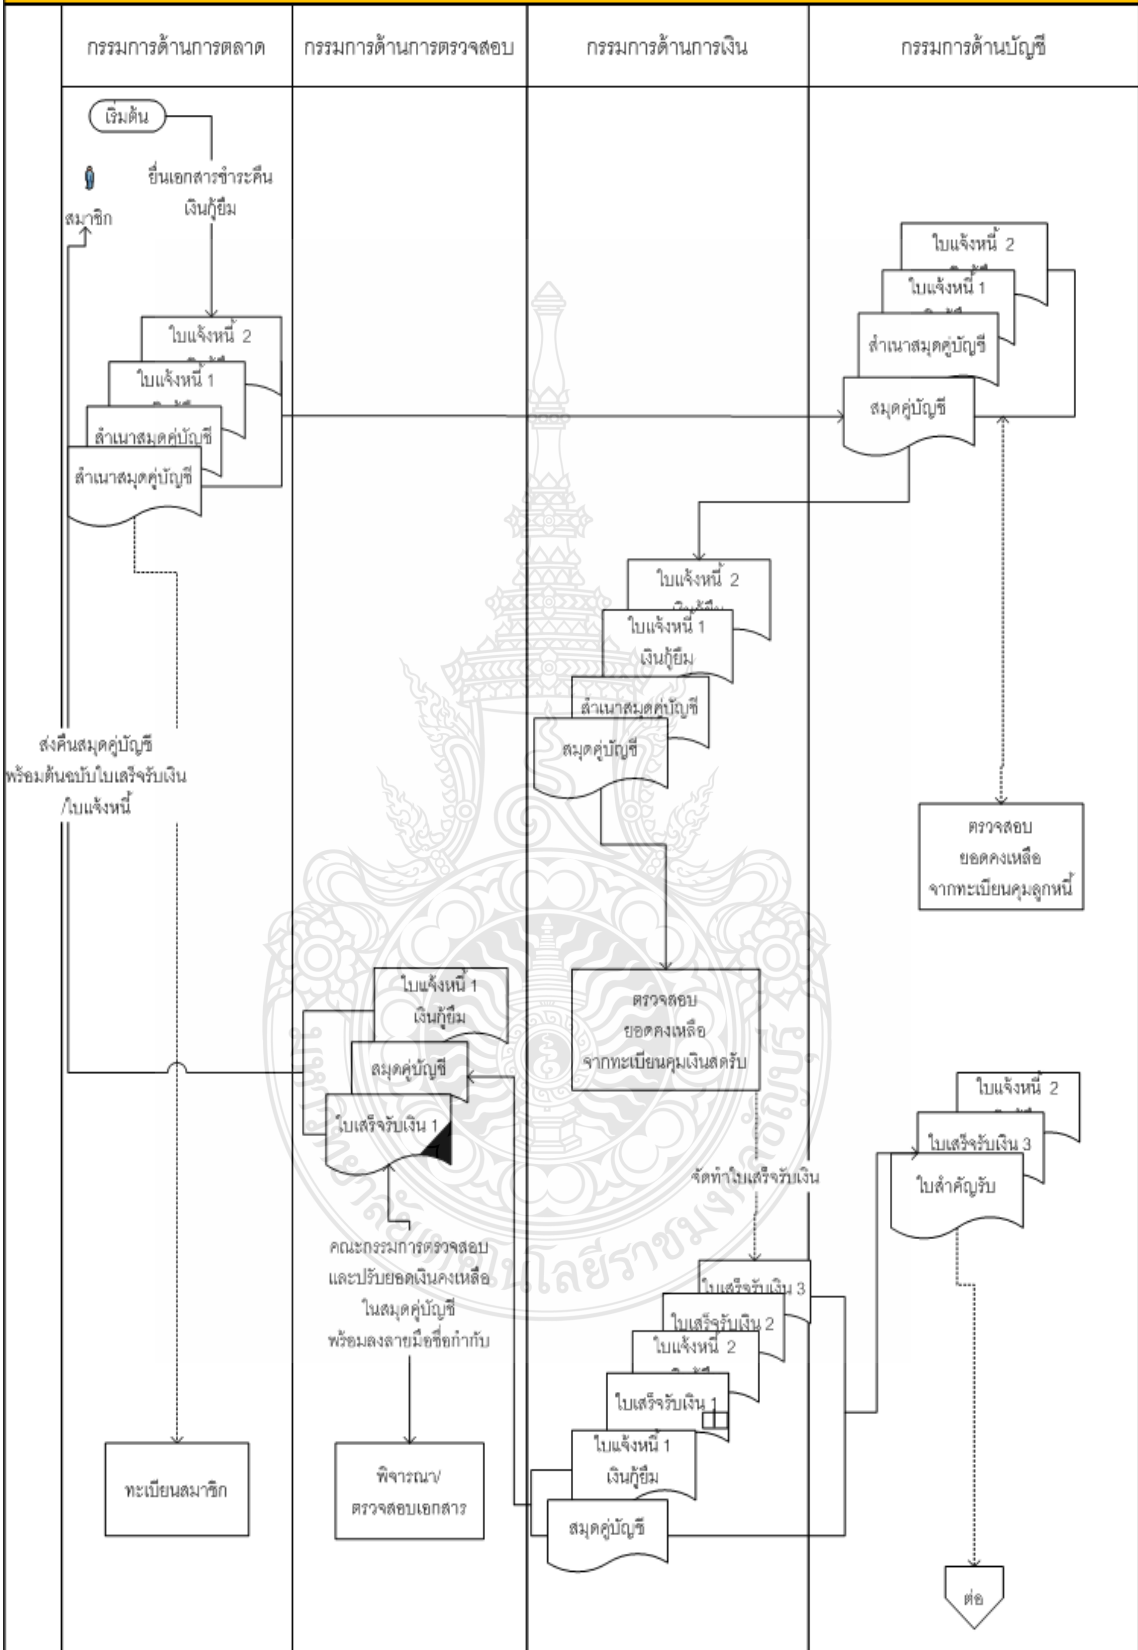 กรรมการด้านการตลาด
กรรมการด้านการตรวจสอบ
กรรมการด้านการเงิน
กรรมการด้านบัญชี
เริ่มต้น
ยื่นเอกสารชำระคืน
เงินกู้ยืม
สมาชิก
ใบแจ้งหนี้ 2
ใบแจ้งหนี้ 1
สำเนาสมุดคู่บัญชี
สำเนาสมุดคู่บัญชี
ใบแจ้งหนี้ 2
ใบแจ้งหนี้ 1
สำเนาสมุดคู่บัญชี
สมุดคู่บัญชี
ใบแจ้งหนี้ 2
เงินกู้ยืม
ใบแจ้งหนี้ 1
เงินกู้ยืม
สำเนาสมุดคู่บัญชี
สมุดคู่บัญชี
ส่งคืนสมุดคู่บัญชี
พร้อมต้นฉบับใบเสร็จรับเงิน
/ใบแจ้งหนี้
ตรวจสอบ
ยอดคงเหลือ
จากทะเบียนคุมลูกหนี้
ใบแจ้งหนี้ 1
เงินกู้ยืม
สมุดคู่บัญชี
ใบเสร็จรับเงิน 1
ตรวจสอบ
ยอดคงเหลือ
จากทะเบียนคุมเงินสดรับ
ใบแจ้งหนี้ 2
ใบเสร็จรับเงิน 3
ใบสำคัญรับ
จัดทำใบเสร็จรับเงิน
คณะกรรมการตรวจสอบ
และปรับยอดเงินคงเหลือ
ในสมุดคู่บัญชี
พร้อมลงลายมือชื่อกำกับ
ใบเสร็จรับเงิน 3
ใบเสร็จรับเงิน 2
ใบแจ้งหนี้ 2
ใบเสร็จรับเงิน 1
ใบแจ้งหนี้ 1
เงินกู้ยืม
สมุดคู่บัญชี
ทะเบียนสมาชิก
พิจารณา/
ตรวจสอบเอกสาร
ต่อ